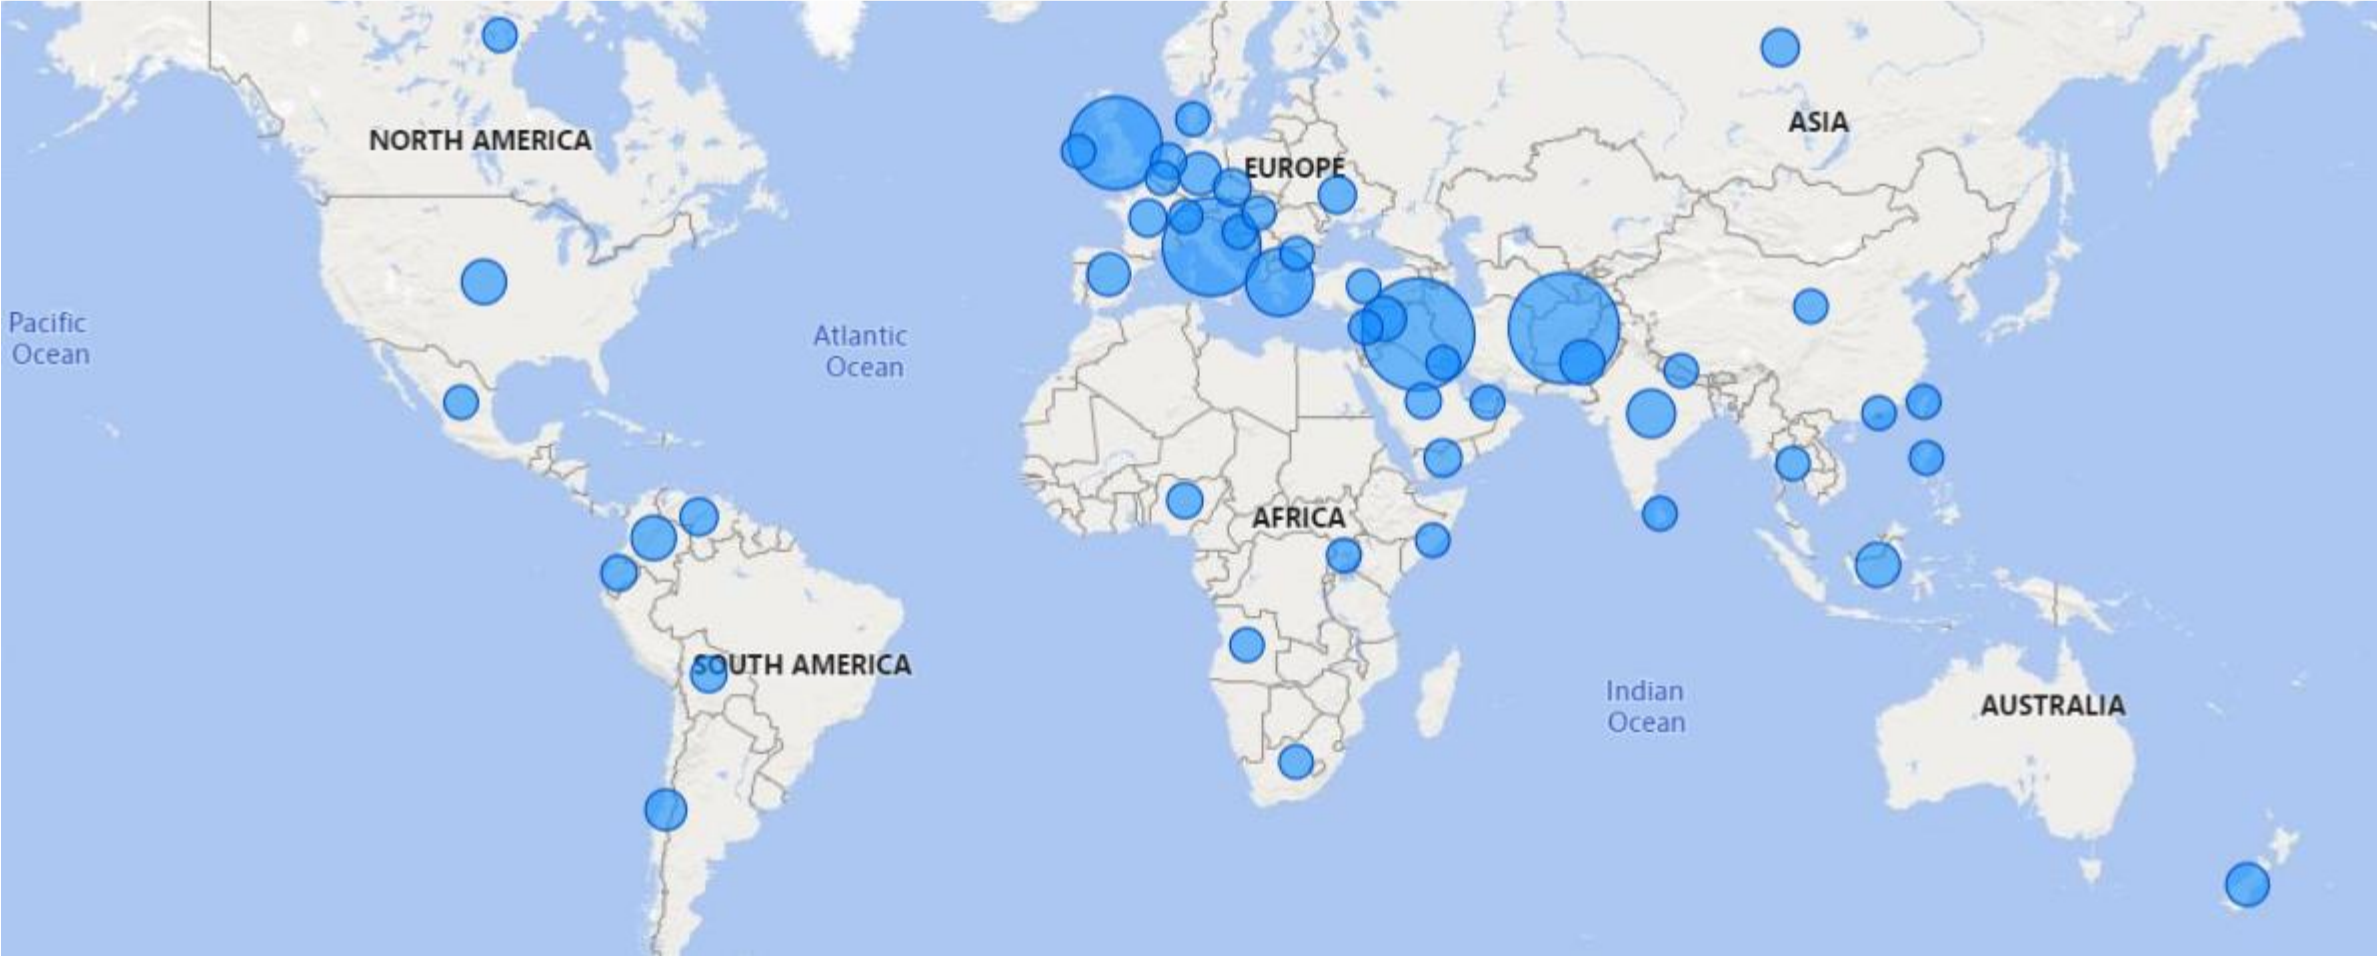 NORTH AMERICA
ASIA
EUROPE
Pacific
Ocean
Atlantic
Ocean
AFRICA
SOUTH AMERICA
Indian
Ocean
AUSTRALIA